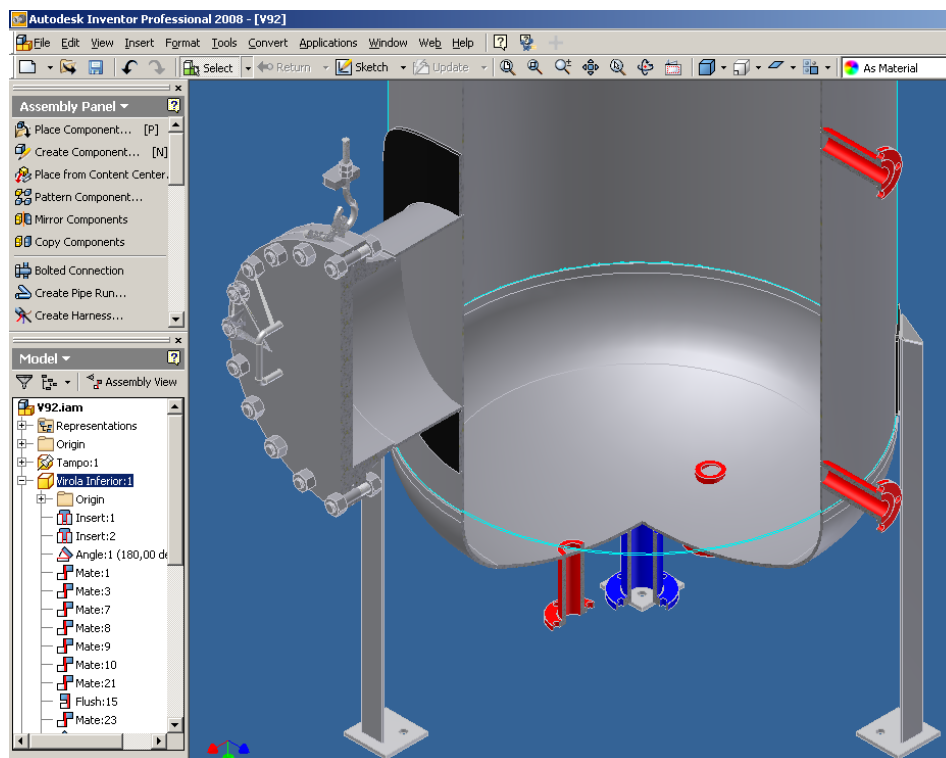 Autodesk Inventor Professional 2008 - [V92]
File Edit View Insert Format Tools Convert Applications Window Web Help
Select Return Sketch Update As Material
Assembly Panel
Place Component... [P]
Create Component... [N]
Place from Content Center.
Pattern Component...
Mirror Components
Copy Components
Bolted Connection
Create Pipe Run...
Create Harness...
Model
Assembly View
V92.iam
Representations
Origin
Tampo:1
Virola Inferior:1
Origin
Insert:1
Insert:2
Angle:1 (180,00 de
Mate:1
Mate:3
Mate:7
Mate:8
Mate:9
Mate:10
Mate:21
Flush:15
Mate:23